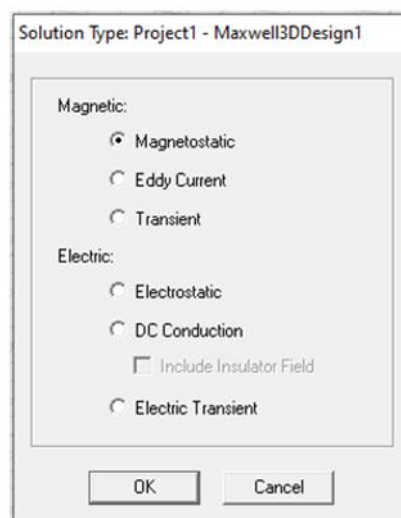 Solution Type: Project1 - Maxwell3DDesign1
Magnetic:
Magnetostatic
Eddy Current
Transient
Electric:
Electrostatic
DC Conduction
Include Insulator Field
Electric Transient
OK
Cancel